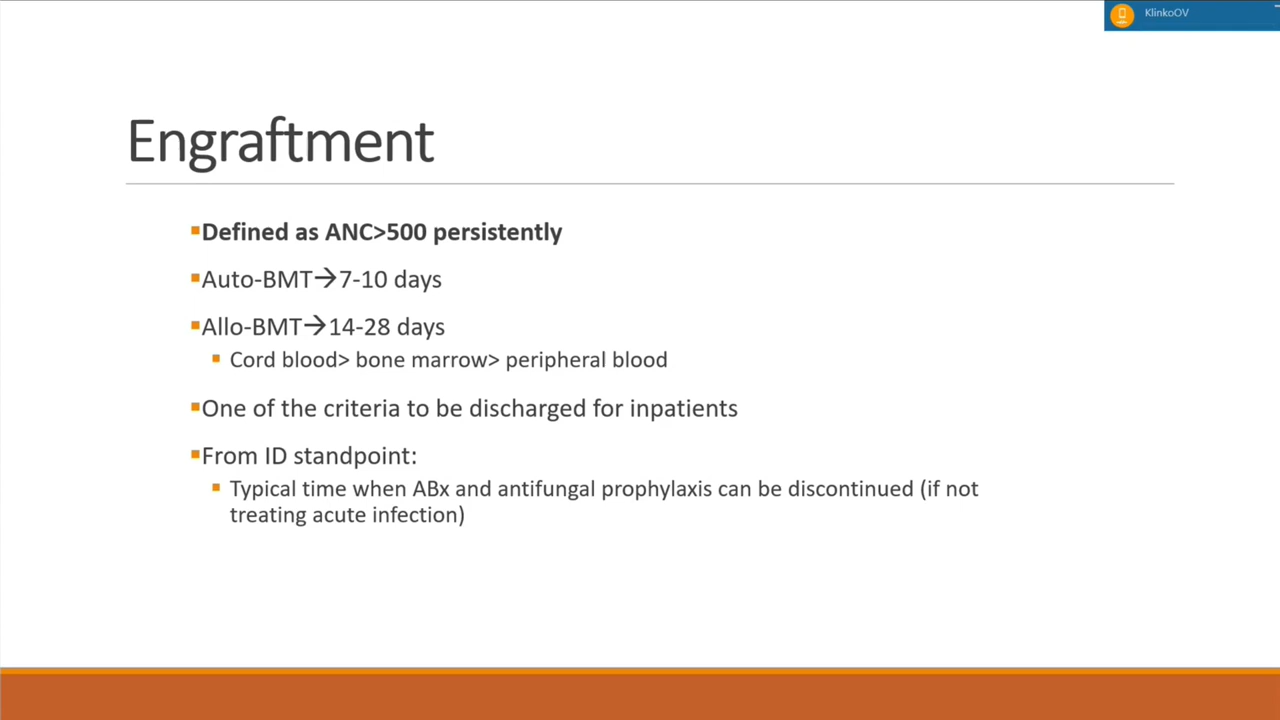 KlinkoOV
Engraftment
▪Defined as ANC>500 persistently
▪Auto-BMT→7-10 days
▪Allo-BMT→14-28 days
▪ Cord blood> bone marrow> peripheral blood
▪One of the criteria to be discharged for inpatients
▪From ID standpoint:
▪ Typical time when ABx and antifungal prophylaxis can be discontinued (if not
treating acute infection)